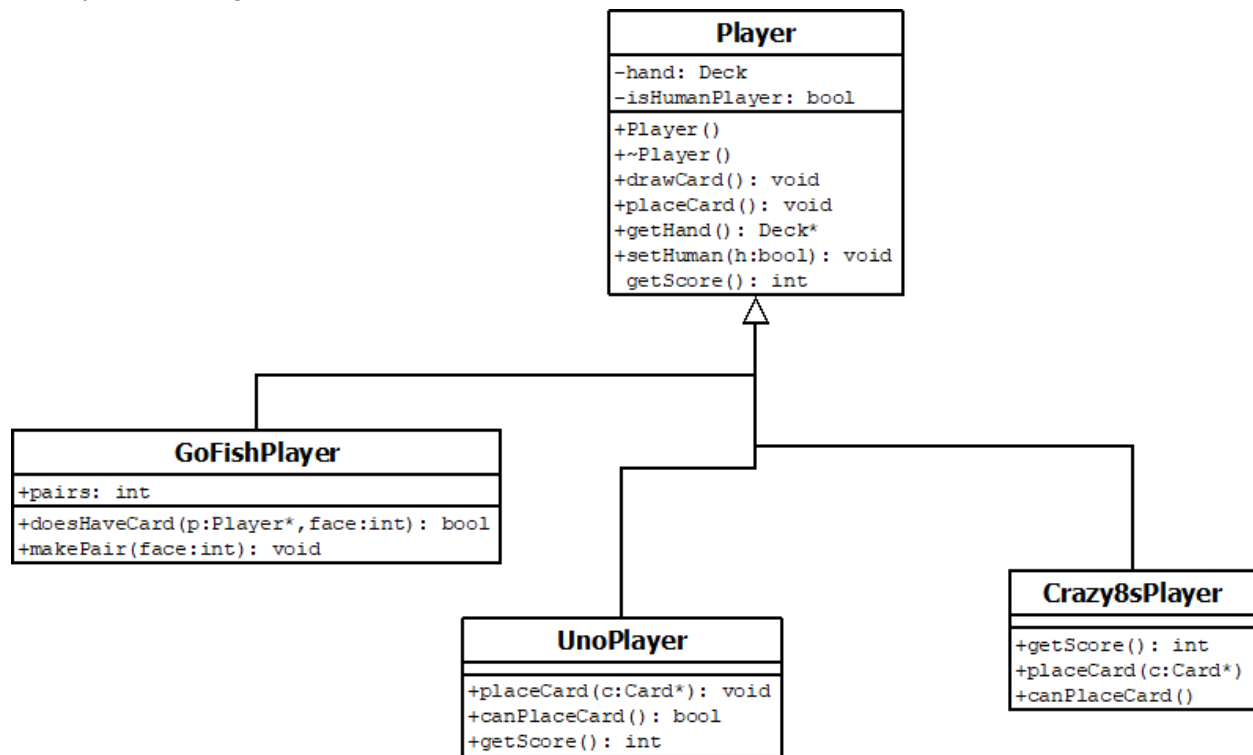 Player
-hand: Deck
-isHumanPlayer: bool
+Player()
+~Player()
+drawCard(): void
+placeCard(): void
+getHand(): Deck*
+setHuman(h:bool): void
getScore(): int
GoFishPlayer
+pairs: int
+doesHaveCard(p:Player*,face:int): bool
+makePair(face:int): void
UnoPlayer
+placeCard(c:Card*): void
+canPlaceCard(): bool
+getScore(): int
Crazy8sPlayer
+getScore(): int
+placeCard(c:Card*)
+canPlaceCard()